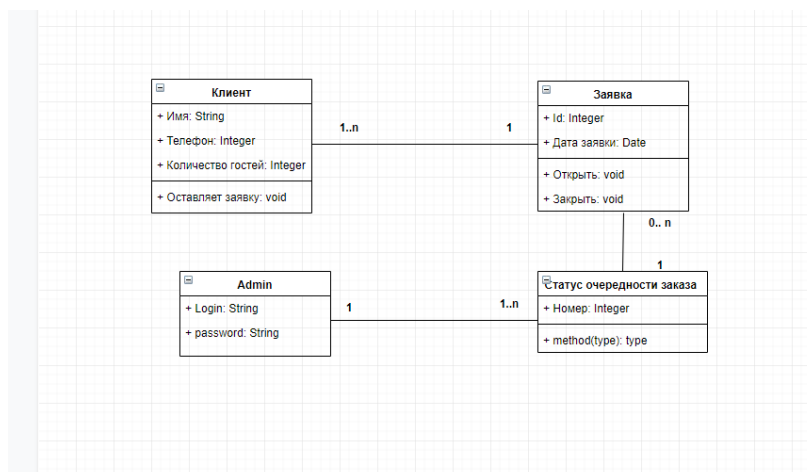 Клиент
+ Имя: String
+ Телефон: Integer
+ Количество гостей: Integer
+ Оставляет заявку: void
1..n
1
Заявка
+ Id: Integer
+ Дата заявки: Date
+ Открыть: void
+ Закрыть: void
0.. n
1
Admin
+ Login: String
+ password: String
1
1..n
Статус очередности заказа
+ Номер: Integer
+ method(type): type